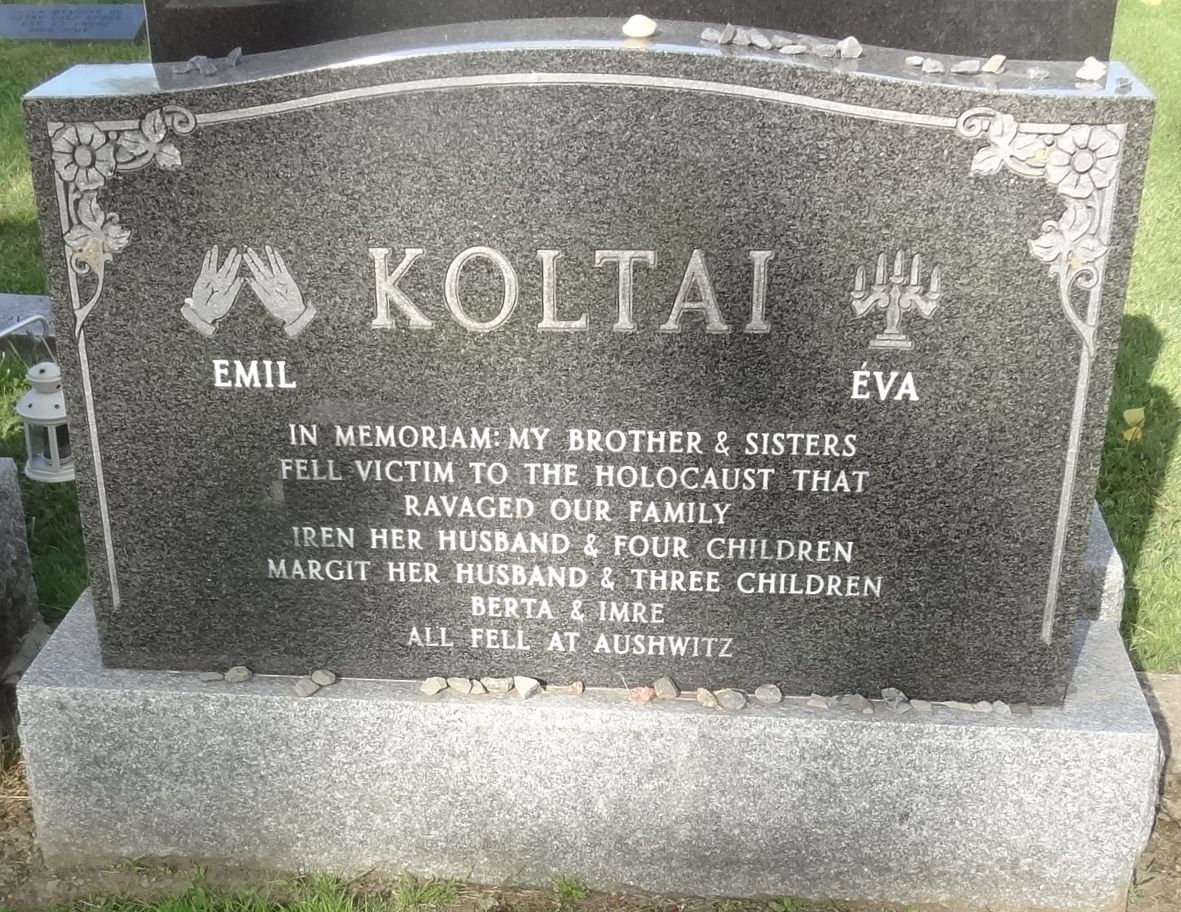 KOLTAI
EMIL
ÉVA
IN MEMORIAM: MY BROTHER & SISTERS
FELL VICTIM TO THE HOLOCAUST THAT
RAVAGED OUR FAMILY
IREN HER HUSBAND & FOUR CHILDREN
MARGIT HER HUSBAND & THREE CHILDREN
BERTA & IMRE
ALL FELL AT AUSHWITZ